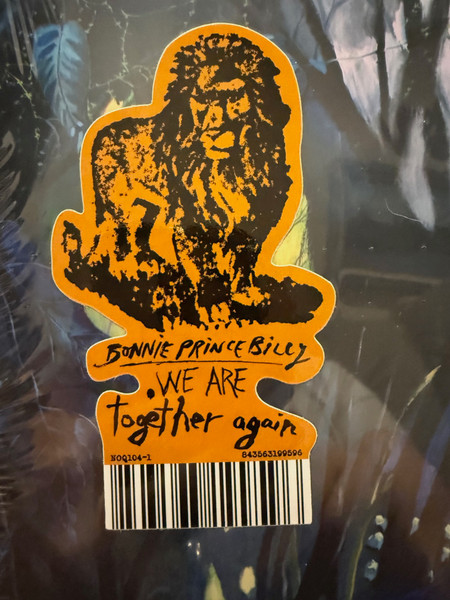 BONNIE PRINCE BILLY
WE ARE
together again
NOQ104-1 843563199596